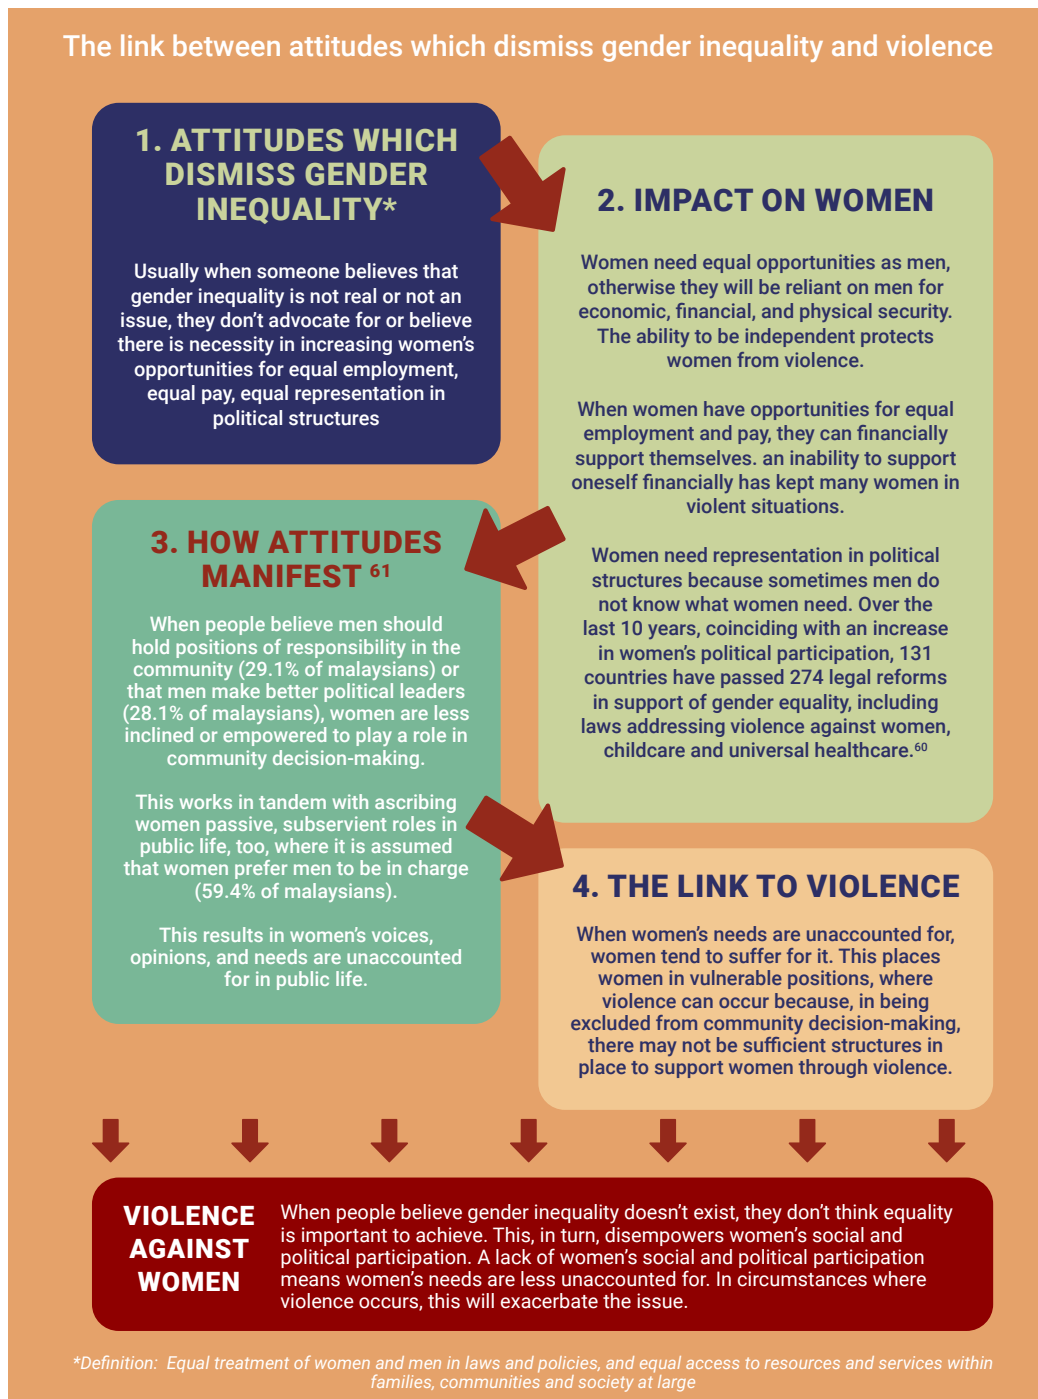 The link between attitudes which dismiss gender inequality and violence
1. ATTITUDES WHICH
DISMISS GENDER
INEQUALITY*
Usually when someone believes that
gender inequality is not real or not an
issue, they don’t advocate for or believe
there is necessity in increasing women’s
opportunities for equal employment,
equal pay, equal representation in
political structures
2. IMPACT ON WOMEN
Women need equal opportunities as men,
otherwise they will be reliant on men for
economic, financial, and physical security.
The ability to be independent protects
women from violence.
When women have opportunities for equal
employment and pay, they can financially
support themselves. an inability to support
oneself financially has kept many women in
violent situations.
Women need representation in political
structures because sometimes men do
not know what women need. Over the
last 10 years, coinciding with an increase
in women’s political participation, 131
countries have passed 274 legal reforms
in support of gender equality, including
laws addressing violence against women,
childcare and universal healthcare.60
3. HOW ATTITUDES
MANIFEST 61
When people believe men should
hold positions of responsibility in the
community (29.1% of malaysians) or
that men make better political leaders
(28.1% of malaysians), women are less
inclined or empowered to play a role in
community decision-making.
This works in tandem with ascribing
women passive, subservient roles in
public life, too, where it is assumed
that women prefer men to be in charge
(59.4% of malaysians).
This results in women’s voices,
opinions, and needs are unaccounted
for in public life.
4. THE LINK TO VIOLENCE
When women’s needs are unaccounted for,
women tend to suffer for it. This places
women in vulnerable positions, where
violence can occur because, in being
excluded from community decision-making,
there may not be sufficient structures in
place to support women through violence.
VIOLENCE
AGAINST
WOMEN
When people believe gender inequality doesn’t exist, they don’t think equality
is important to achieve. This, in turn, disempowers women’s social and
political participation. A lack of women’s social and political participation
means women’s needs are less unaccounted for. In circumstances where
violence occurs, this will exacerbate the issue.
*Definition: Equal treatment of women and men in laws and policies, and equal access to resources and services within
families, communities and society at large